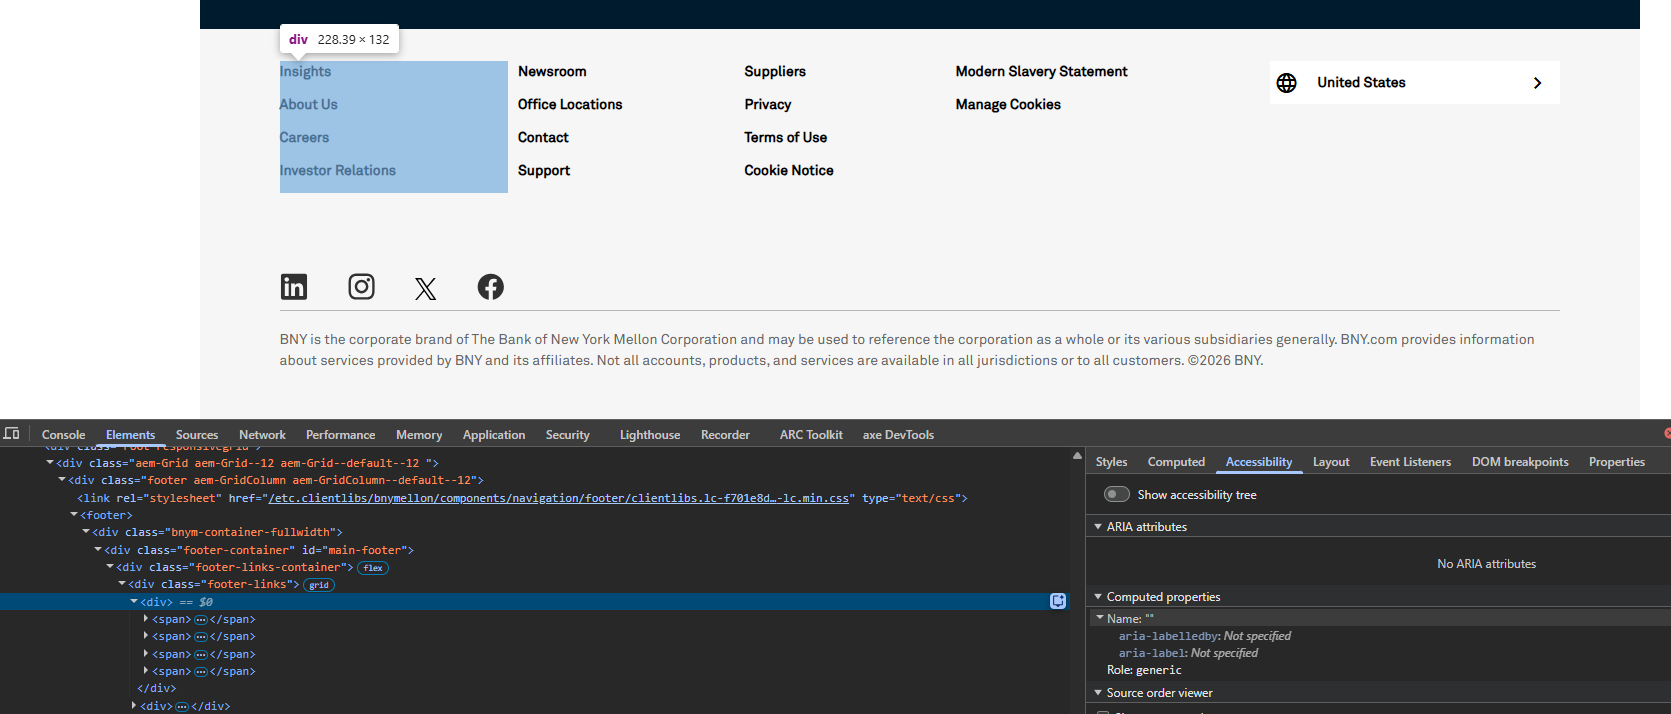 div 228.39 × 132
Insights Newsroom Suppliers Modern Slavery Statement United States
About Us Office Locations Privacy Manage Cookies
Careers Contact Terms of Use
Investor Relations Support Cookie Notice
BNY is the corporate brand of The Bank of New York Mellon Corporation and may be used to reference the corporation as a whole or its various subsidiaries generally. BNY.com provides information
about services provided by BNY and its affiliates. Not all accounts, products, and services are available in all jurisdictions or to all customers. ©2026 BNY.
Console Elements Sources Network Performance Memory Application Security Lighthouse Recorder ARC Toolkit axe DevTools
<div class="aem-Grid aem-Grid--12 aem-Grid--default--12 ">
<div class="footer aem-GridColumn aem-GridColumn--default--12">
<link rel="stylesheet" href="/etc.clientlibs/bnymellon/components/navigation/footer/clientlibs.lc-f701e8d…-lc.min.css" type="text/css">
<footer>
<div class="bnym-container-fullwidth">
<div class="footer-container" id="main-footer">
<div class="footer-links-container"> flex
<div class="footer-links"> grid
<div> == $0
<span>…</span>
<span>…</span>
<span>…</span>
<span>…</span>
</div>
<div>…</div>
Styles Computed Accessibility Layout Event Listeners DOM breakpoints Properties
Show accessibility tree
ARIA attributes
No ARIA attributes
Computed properties
Name: ""
aria-labelledby: Not specified
aria-label: Not specified
Role: generic
Source order viewer